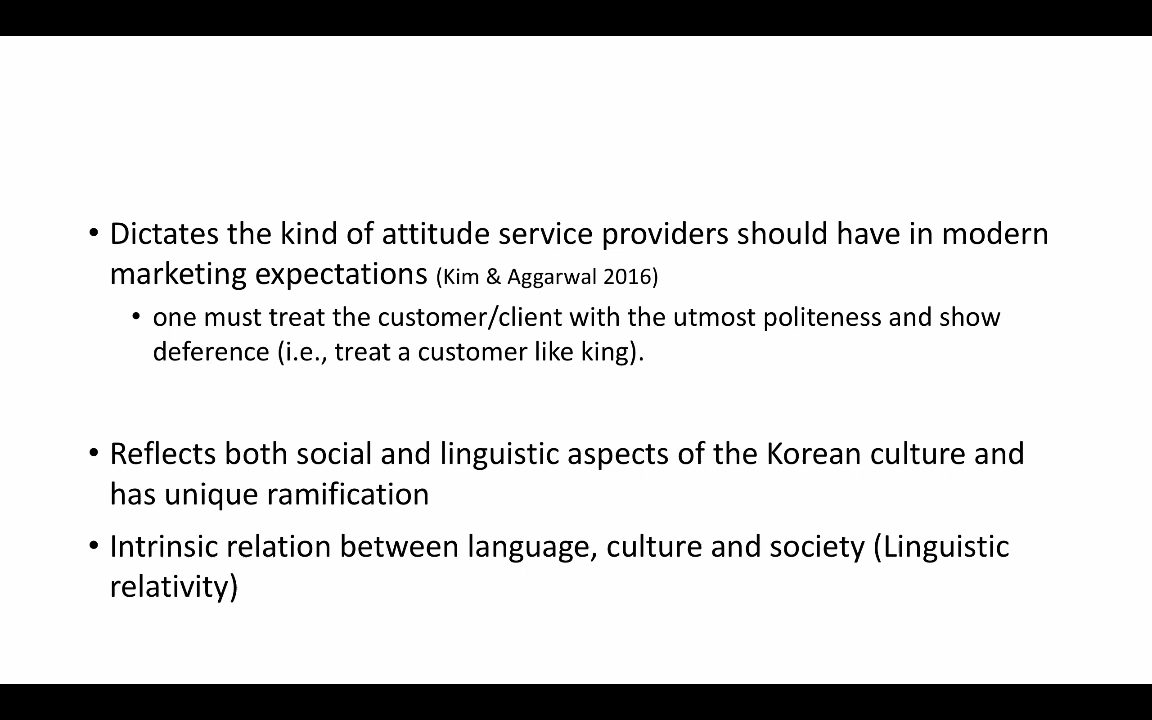 • Dictates the kind of attitude service providers should have in modern
marketing expectations (Kim & Aggarwal 2016)
• one must treat the customer/client with the utmost politeness and show
deference (i.e., treat a customer like king).
• Reflects both social and linguistic aspects of the Korean culture and
has unique ramification
• Intrinsic relation between language, culture and society (Linguistic
relativity)